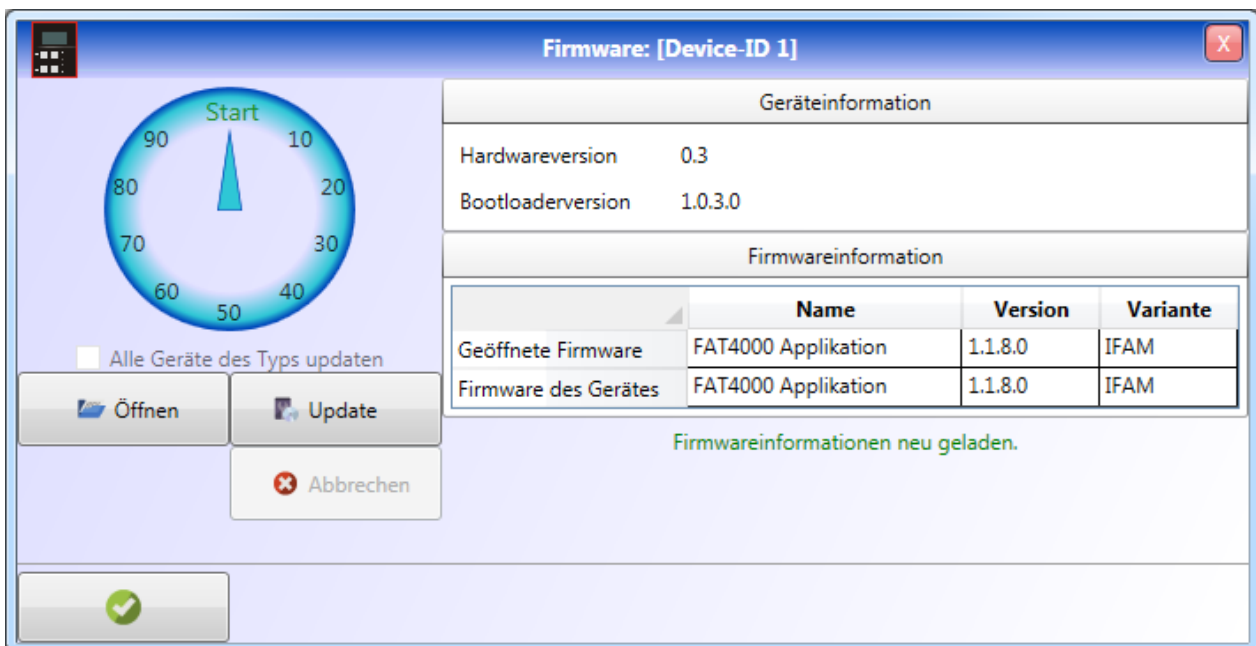 Firmware: [Device-ID 1]
X
Start
10
20
30
40
50
60
70
80
90
Alle Geräte des Typs updaten
Öffnen
Update
Abbrechen
Geräteinformation
Hardwareversion 0.3
Bootloaderversion 1.0.3.0
Firmwareinformation
Name Version Variante
Geöffnete Firmware FAT4000 Applikation 1.1.8.0 IFAM
Firmware des Gerätes FAT4000 Applikation 1.1.8.0 IFAM
Firmwareinformationen neu geladen.